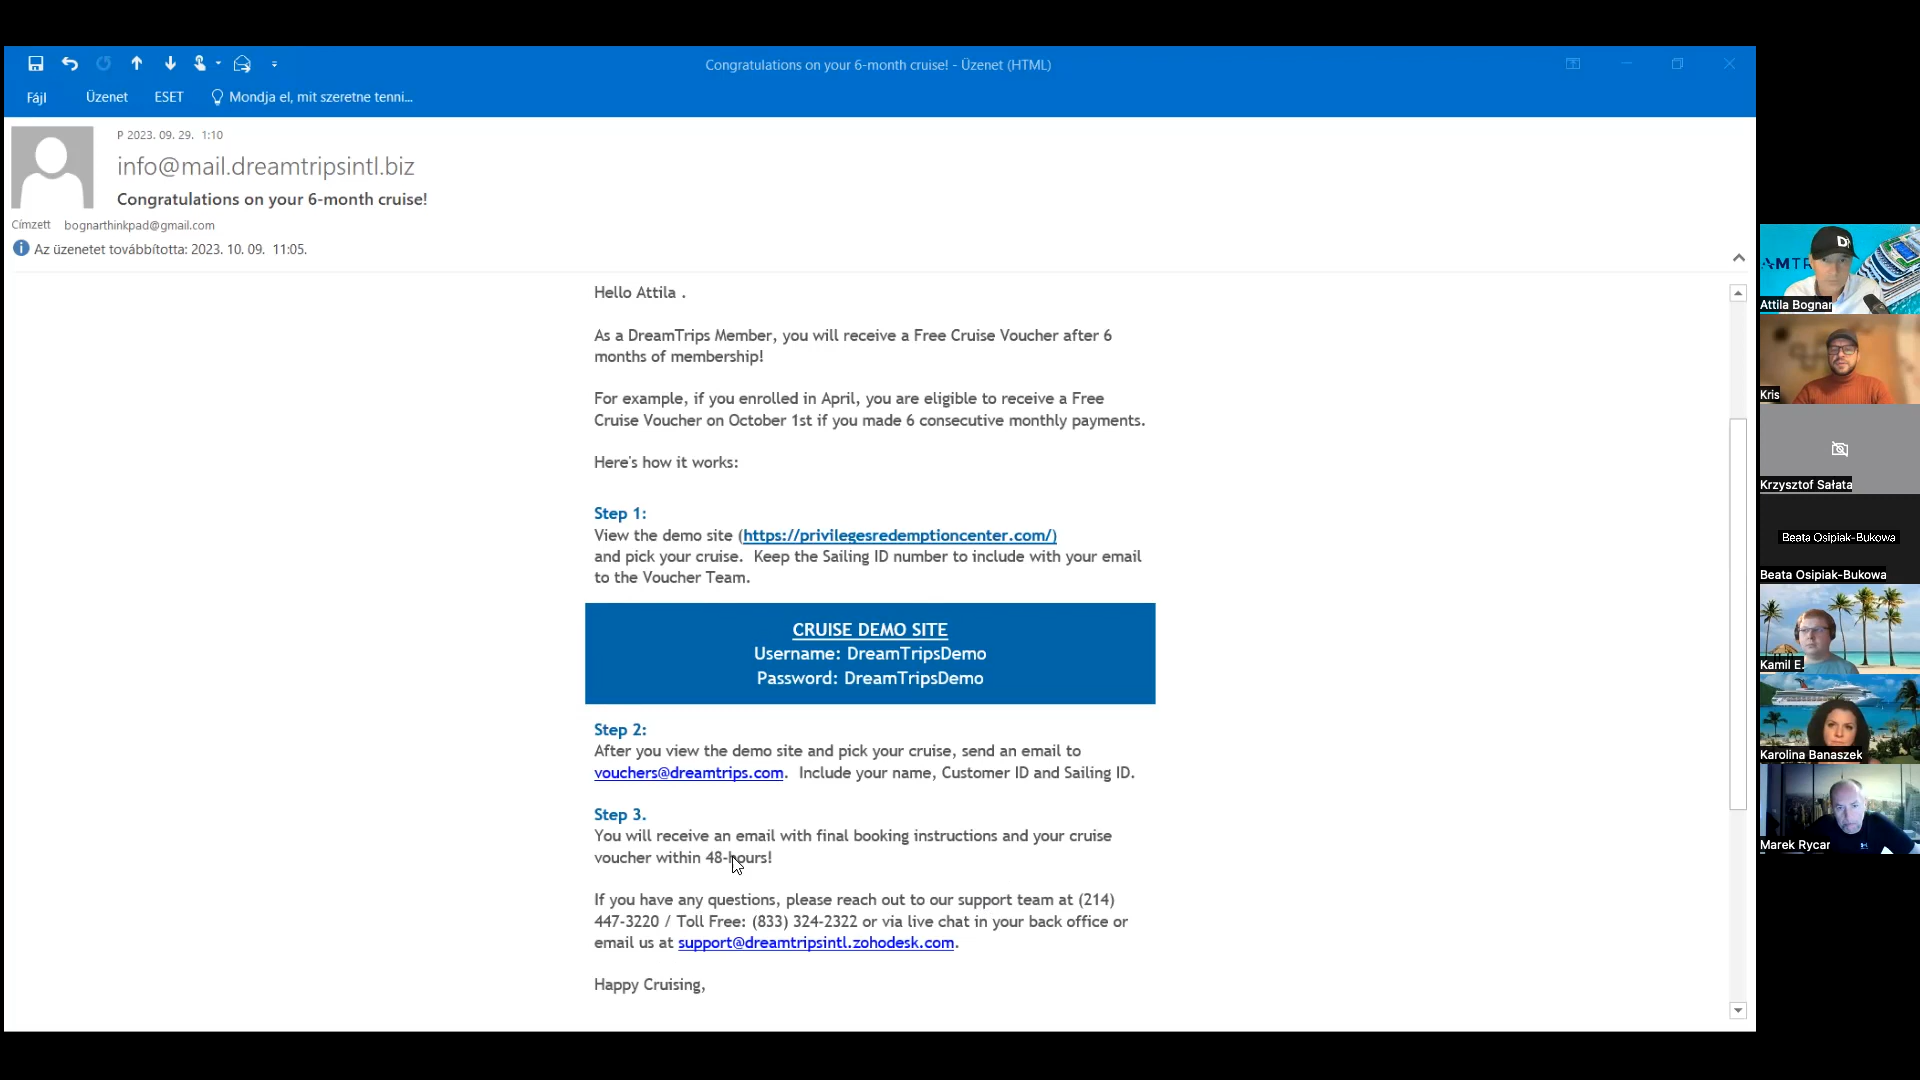 Congratulations on your 6-month cruise! - Üzenet (HTML)
Fájl Üzenet ESET Mondja el, mit szeretne tenni...
P 2023. 09. 29. 1:10
info@mail.dreamtripsintl.biz
Congratulations on your 6-month cruise!
Címzett bognarthinkpad@gmail.com
Az üzenetet továbbította: 2023. 10. 09. 11:05.
Hello Attila .
As a DreamTrips Member, you will receive a Free Cruise Voucher after 6
months of membership!
For example, if you enrolled in April, you are eligible to receive a Free
Cruise Voucher on October 1st if you made 6 consecutive monthly payments.
Here's how it works:
Step 1:
View the demo site (https://privilegesredemptioncenter.com/)
and pick your cruise. Keep the Sailing ID number to include with your email
to the Voucher Team.
CRUISE DEMO SITE
Username: DreamTripsDemo
Password: DreamTripsDemo
Step 2:
After you view the demo site and pick your cruise, send an email to
vouchers@dreamtrips.com. Include your name, Customer ID and Sailing ID.
Step 3.
You will receive an email with final booking instructions and your cruise
voucher within 48-hours!
If you have any questions, please reach out to our support team at (214)
447-3220 / Toll Free: (833) 324-2322 or via live chat in your back office or
email us at support@dreamtripsintl.zohodesk.com.
Happy Cruising,
Attila Bognar
Kris
Krzysztof Sałata
Beata Osipiak-Bukowa
Beata Osipiak-Bukowa
Kamil E.
Karolina Banaszek
Marek Rycar